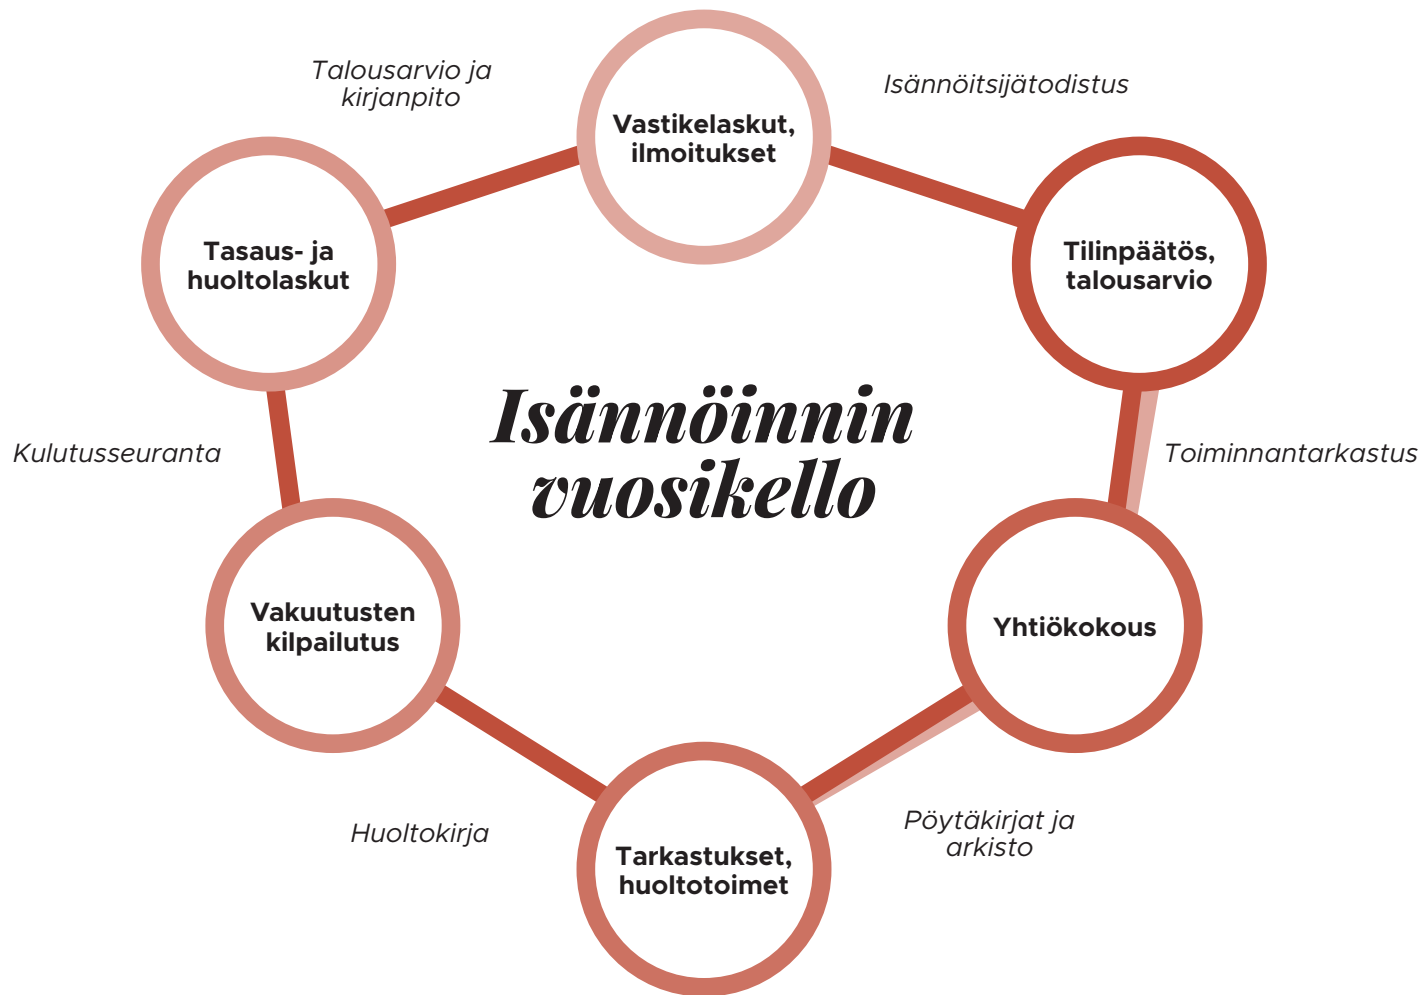 Talousarvio ja
kirjanpito
Vastikelaskut,
ilmoitukset
Isännöitsijätodistus
Tasaus- ja
huoltolaskut
Tilinpäätös,
talousarvio
Isännöinnin
vuosikello
Kulutusseuranta
Toiminnantarkastus
Vakuutusten
kilpailutus
Yhtiökokous
Huoltokirja
Tarkastukset,
huoltotoimet
Pöytäkirjat ja
arkisto